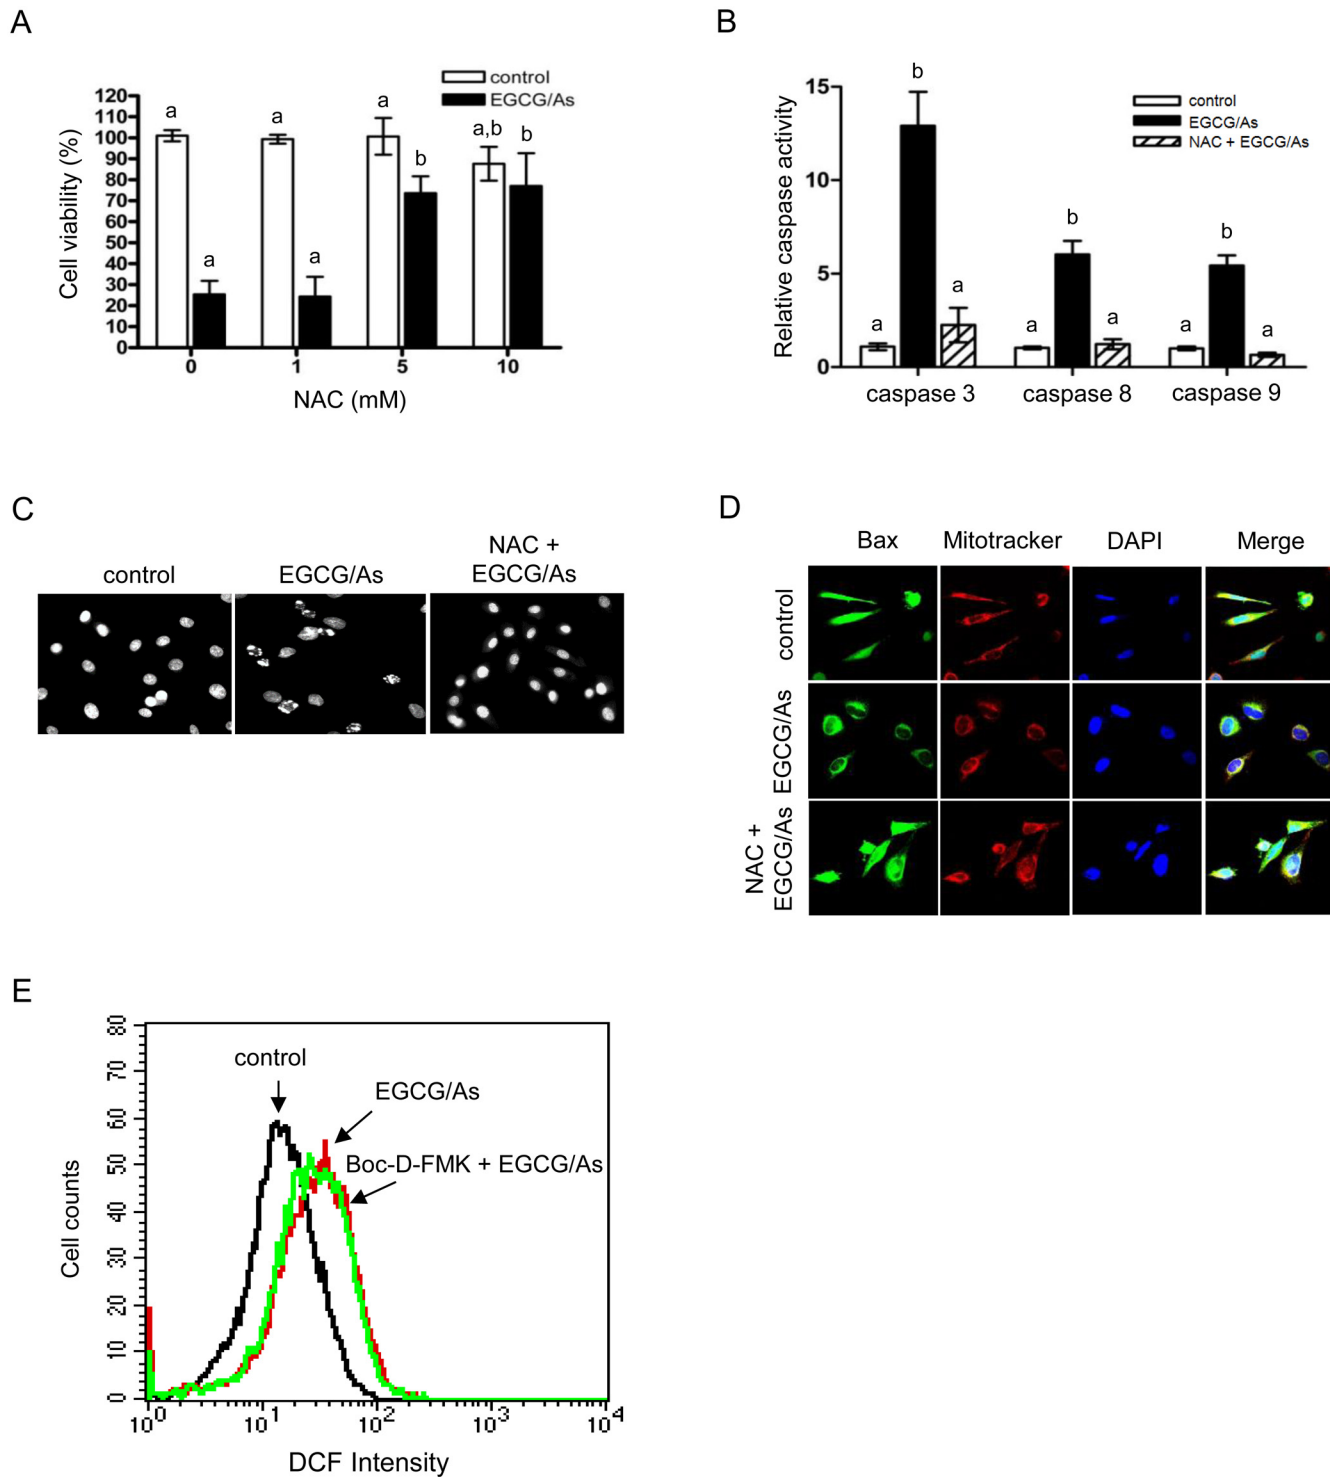 A
control
EGCG/As
Cell viability (%)
120
110
100
90
80
70
60
50
40
30
20
10
0
a
a
a
a
a
b
a,b
b
0
1
5
10
NAC (mM)
B
control
EGCG/As
NAC + EGCG/As
Relative caspase activity
15
10
5
0
a
b
a
a
b
a
a
b
a
caspase 3
caspase 8
caspase 9
C
control
EGCG/As
NAC +
EGCG/As
D
Bax
Mitotracker
DAPI
Merge
control
EGCG/As
NAC +
EGCG/As
E
Cell counts
80
70
60
50
40
30
20
10
0
control
EGCG/As
Boc-D-FMK + EGCG/As
10⁰
10¹
10²
10³
10⁴
DCF Intensity